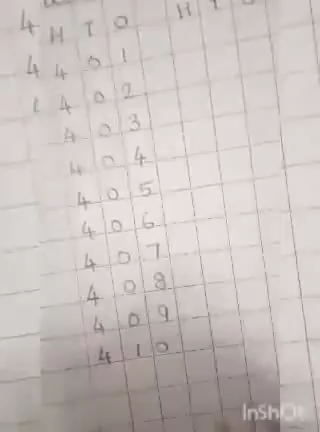 4 H T O H T O
4 4 0 1
4 0 2
4 0 3
4 0 4
4 0 5
4 0 6
4 0 7
4 0 8
4 0 9
4 1 0
InShOt